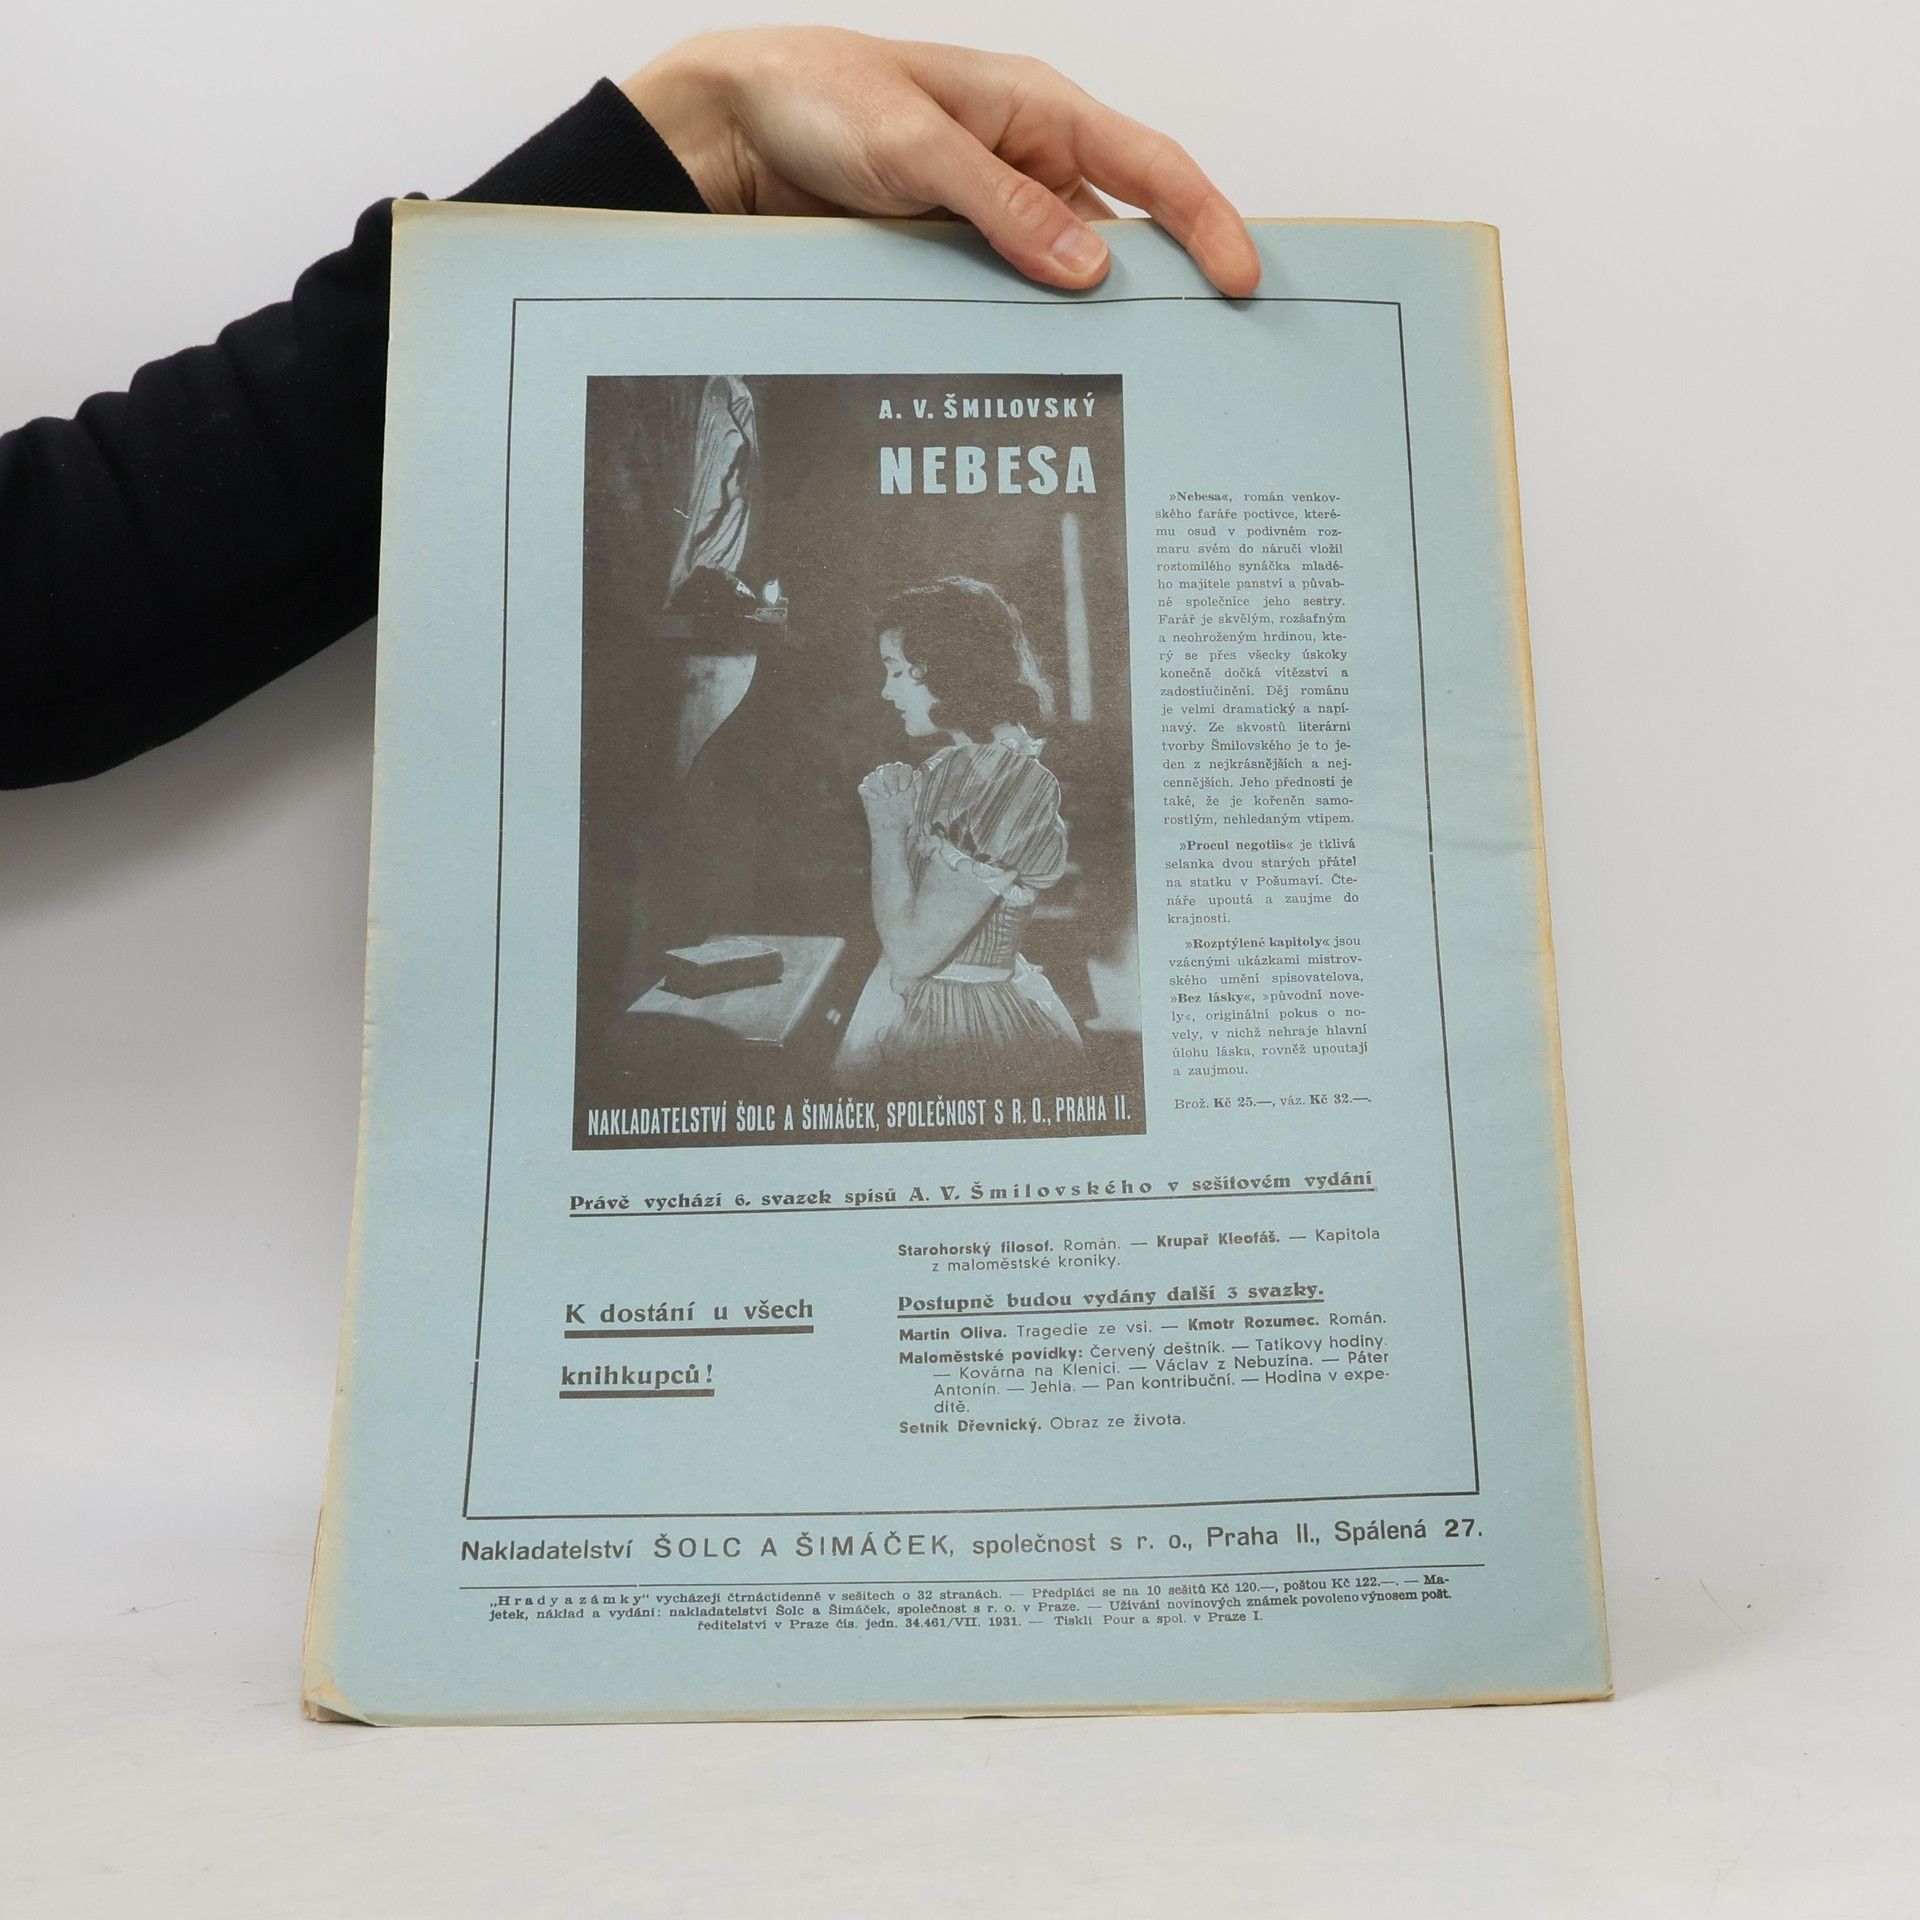 A. V. ŠMILOVSKÝ
NEBESA
NAKLADATELSTVÍ ŠOLC A ŠIMÁČEK, SPOLEČNOST S R. O., PRAHA II.
»Nebesa«, román venkov-
ského faráře poctivce, které-
mu osud v podivném roz-
maru svém do náručí vložil
roztomilého synáčka mladé-
ho majitele panství a půvab-
né společnice jeho sestry.
Farář je skvělým, rozšafným
a neohroženým hrdinou, kte-
rý se přes všecky úskoky
konečně dočká vítězství a
zadostiučinění. Děj románu
je velmi dramatický a napí-
navý. Ze skvostů literární
tvorby Šmilovského je to je-
den z nejkrásnějších a nej-
cennějších. Jeho předností je
také, že je kořeněn samo-
rostlým, nehledaným vtipem.
»Procul negotiis« je tklivá
selanka dvou starých přátel
na statku v Pošumaví. Čte-
náře upoutá a zaujme do
krajnosti.
»Rozptýlené kapitoly« jsou
vzácnými ukázkami mistrov-
ského umění spisovatelova,
»Bez lásky«, »původní nove-
ly«, originální pokus o no-
vely, v nichž nehraje hlavní
úlohu láska, rovněž upoutají
a zaujmou.
Brož. Kč 25.—, váz. Kč 32.—.
Právě vychází 6. svazek spisů A. V. Šmilovského v sešitovém vydání
Starohorský filosof. Román. — Krupař Kleofáš. — Kapitola
z maloměstské kroniky.
K dostání u všech
knihkupců!
Postupně budou vydány další 3 svazky.
Martin Oliva. Tragedie ze vsi. — Kmotr Rozumec. Román.
Maloměstské povídky: Červený deštník. — Tatíkovy hodiny.
— Kovárna na Klenici. — Václav z Nebuzína. — Páter
Antonín. — Jehla. — Pan kontribuční. — Hodina v expe-
ditě.
Setník Dřevnický. Obraz ze života.
Nakladatelství ŠOLC A ŠIMÁČEK, společnost s r. o., Praha II., Spálená 27.
„Hrady a zámky“ vycházejí čtrnáctidenně v sešitech o 32 stranách. — Předplácí se na 10 sešitů Kč 120.—, poštou Kč 122.—. — Ma-
jetek, náklad a vydání: nakladatelství Šolc a Šimáček, společnost s r. o. v Praze. — Užívání novinových známek povoleno výnosem pošt.
ředitelství v Praze čís. jedn. 34.461/VII. 1931. — Tiskli Pour a spol. v Praze I.